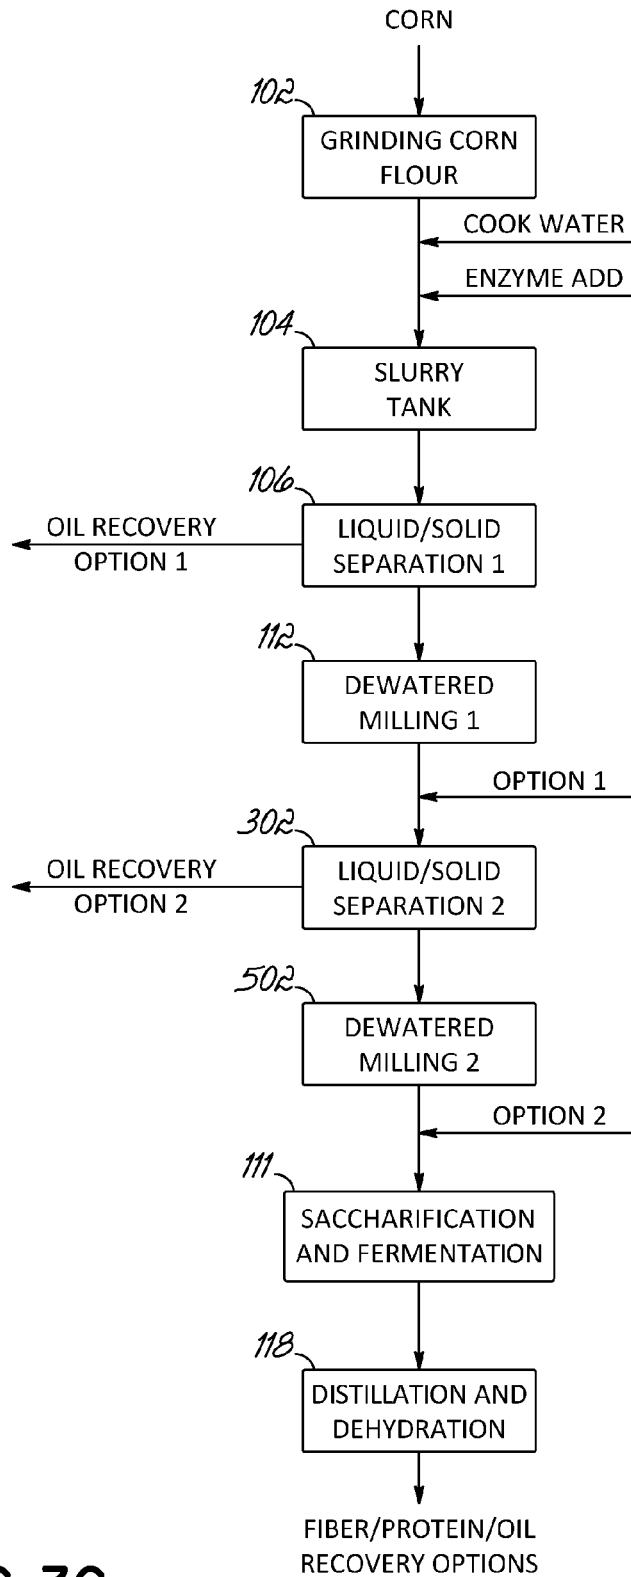 CORN
102
GRINDING CORN
FLOUR
COOK WATER
ENZYME ADD
104
SLURRY
TANK
106
OIL RECOVERY
OPTION 1
LIQUID/SOLID
SEPARATION 1
112
DEWATERED
MILLING 1
OPTION 1
302
OIL RECOVERY
OPTION 2
LIQUID/SOLID
SEPARATION 2
502
DEWATERED
MILLING 2
OPTION 2
111
SACCHARIFICATION
AND FERMENTATION
118
DISTILLATION AND
DEHYDRATION
FIBER/PROTEIN/OIL
RECOVERY OPTIONS